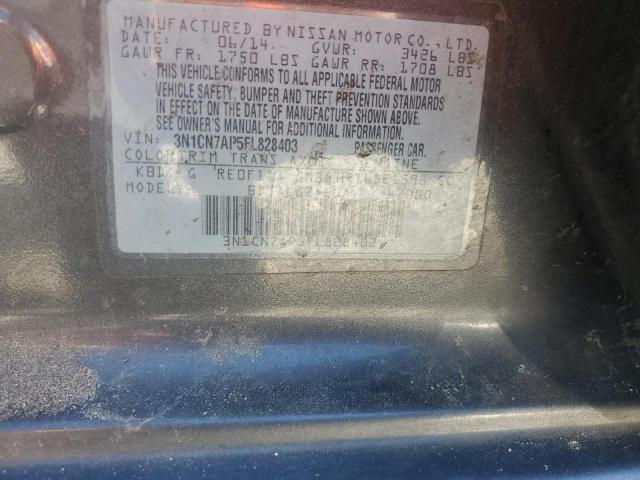 MANUFACTURED BY NISSAN MOTOR CO., LTD.
DATE: 06/14 GVWR: 3426 LBS
GAWR FR: 1750 LBS GAWR RR: 1708 LBS
THIS VEHICLE CONFORMS TO ALL APPLICABLE FEDERAL MOTOR
VEHICLE SAFETY, BUMPER AND THEFT PREVENTION STANDARDS
IN EFFECT ON THE DATE OF MANUFACTURE SHOWN ABOVE.
SEE OWNER'S MANUAL FOR ADDITIONAL INFORMATION.
VIN: 3N1CN7AP5FL828403 PASSENGER CAR.
COLOR TRIM TRANS
MODEL:
3N1CN7AP5FL828403